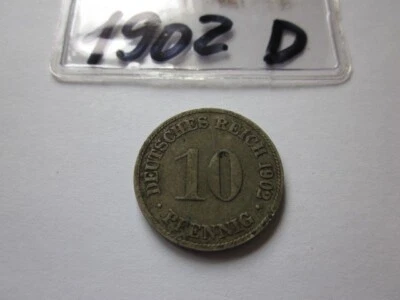 1902 D
DEUTSCHES REICH 1902
10
• PFENNIG •